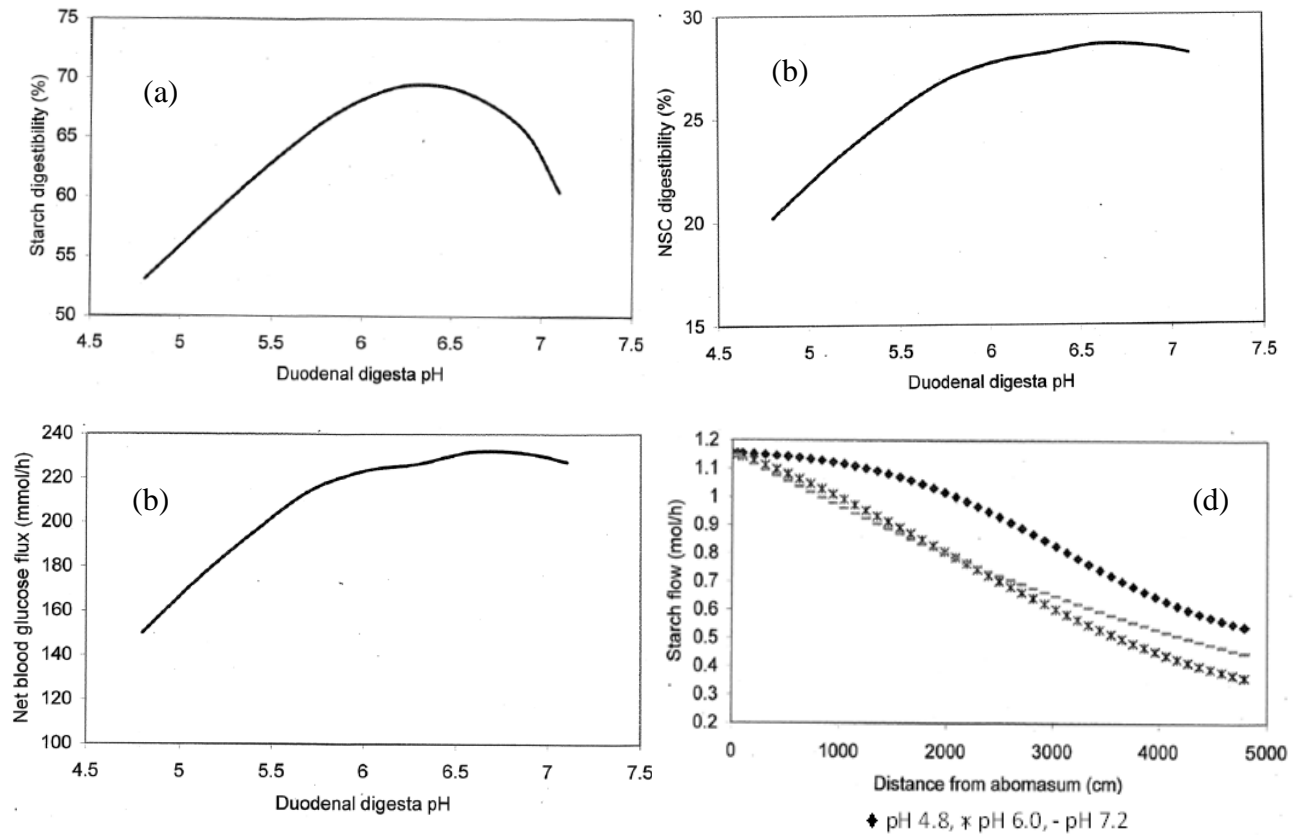 75
70
65
60
55
50
Starch digestibility (%)
(a)
4.5 5 5.5 6 6.5 7 7.5
Duodenal digesta pH
30
25
20
15
NSC digestibility (%)
(b)
4.5 5 5.5 6 6.5 7 7.5
Duodenal digesta pH
240
220
200
180
160
140
120
100
Net blood glucose flux (mmol/h)
(b)
4.5 5 5.5 6 6.5 7 7.5
Duodenal digesta pH
1.2
1.1
1
0.9
0.8
0.7
0.6
0.5
0.4
0.3
0.2
Starch flow (mol/h)
(d)
0 1000 2000 3000 4000 5000
Distance from abomasum (cm)
♦ pH 4.8, ж pH 6.0, - pH 7.2